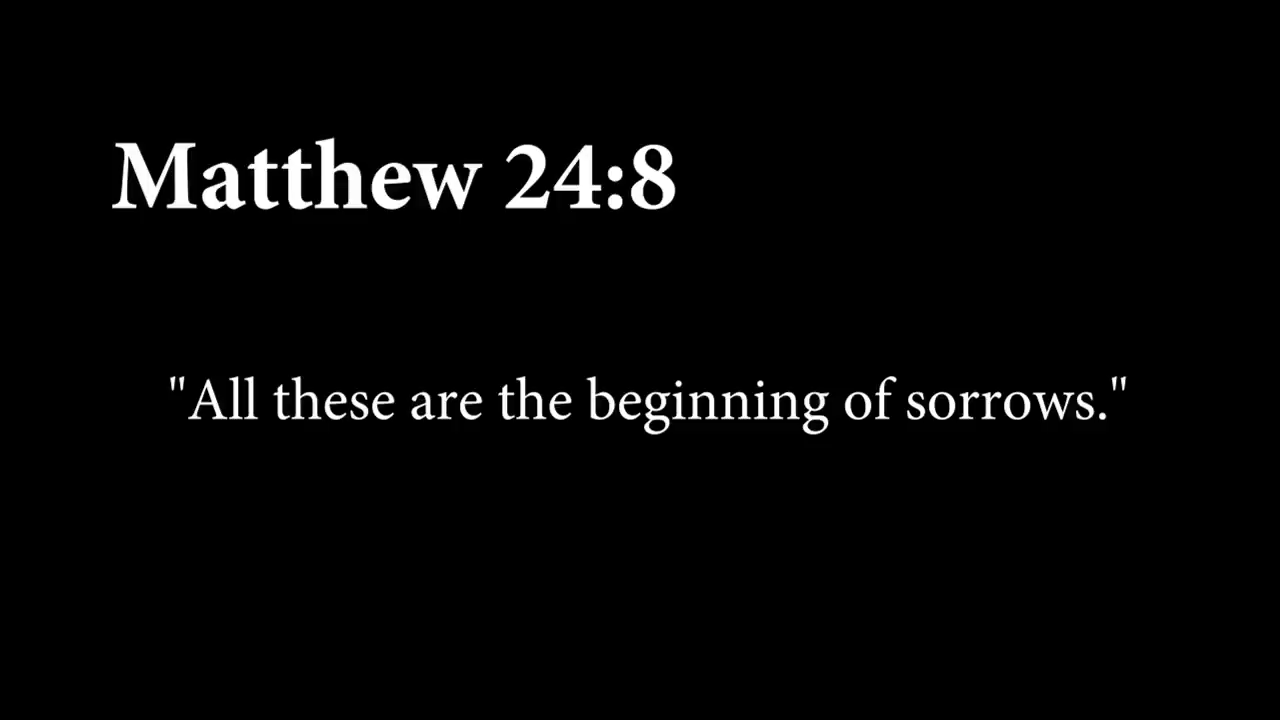 Matthew 24:8
"All these are the beginning of sorrows."